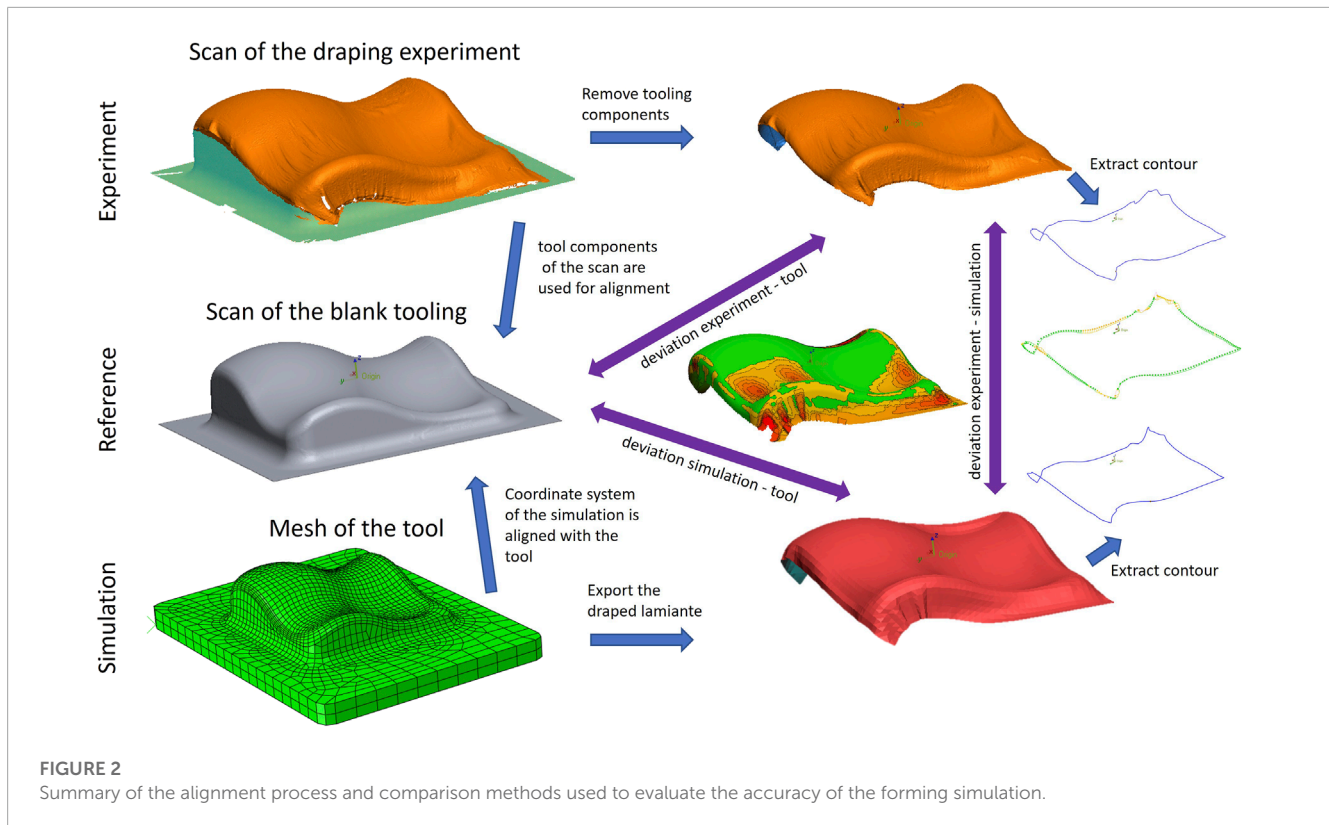 Scan of the draping experiment
Experiment
Remove tooling
components
Extract contour
tool components
of the scan are
used for alignment
deviation experiment - tool
deviation experiment - simulation
Scan of the blank tooling
Reference
z
y
x
Origin
deviation simulation - tool
Coordinate system
of the simulation is
aligned with the
tool
Mesh of the tool
Simulation
Export the
draped lamiante
Extract contour
FIGURE 2
Summary of the alignment process and comparison methods used to evaluate the accuracy of the forming simulation.